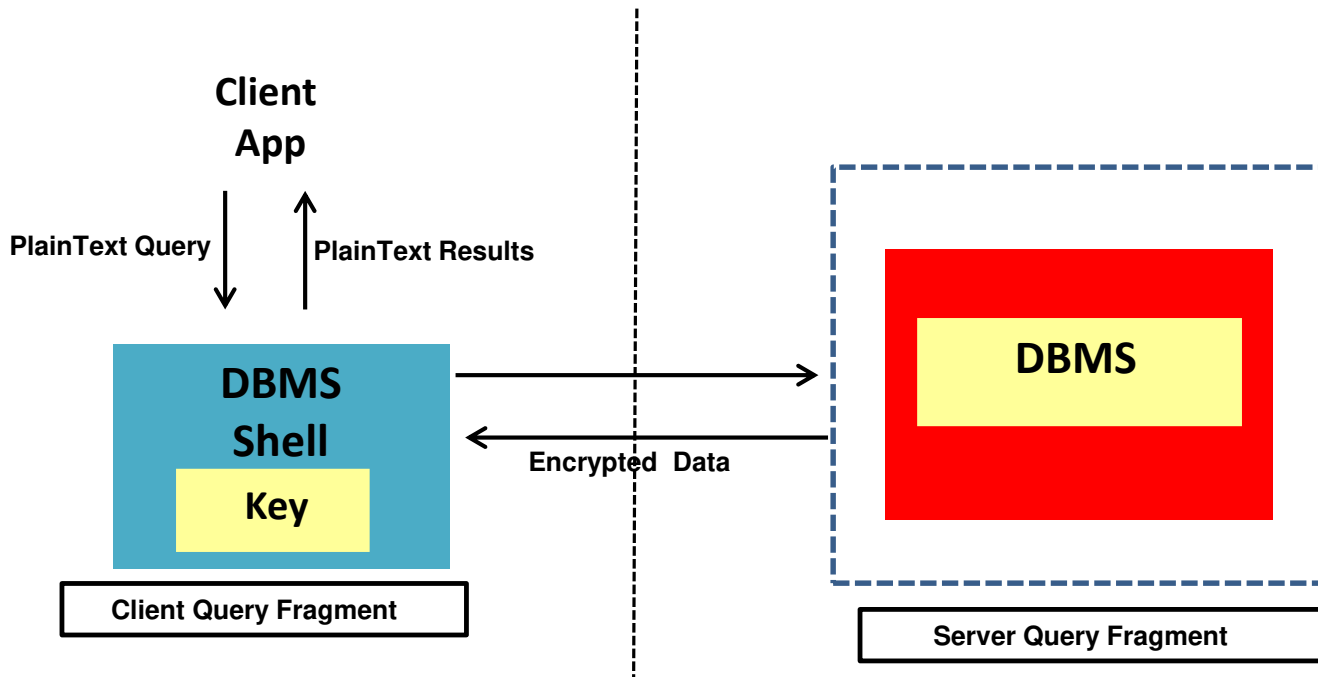 Client
App
PlainText Query
PlainText Results
DBMS
Shell
Key
Client Query Fragment
Encrypted Data
DBMS
Server Query Fragment